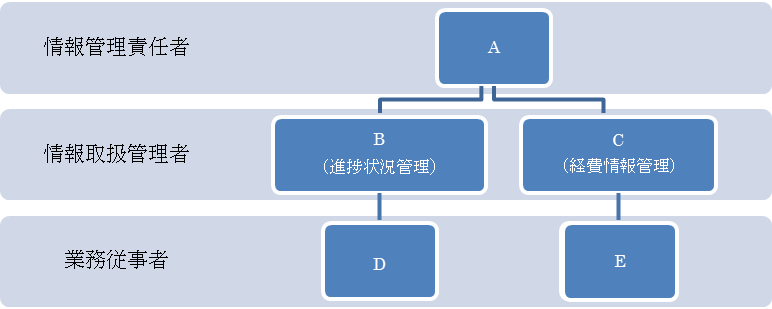 情報管理責任者
A
情報取扱管理者
B
（進捗状況管理）
C
（経費情報管理）
業務従事者
D
E